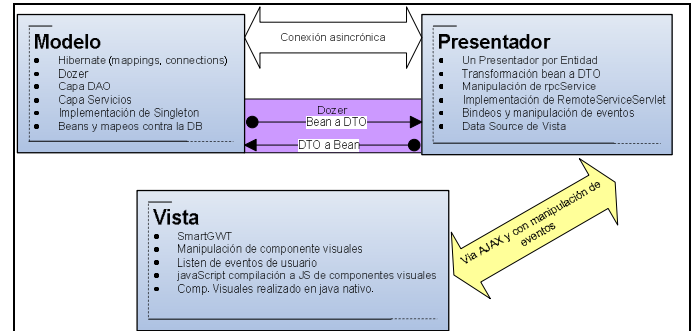 Modelo
Hibernate (mappings, connections)
Dozer
Capa DAO
Capa Servicios
Implementación de Singleton
Beans y mapeos contra la DB
Conexión asincrónica
Dozer
Bean a DTO
DTO a Bean
Presentador
Un Presentador por Entidad
Transformación bean a DTO
Manipulación de rpcService
Implementación de RemoteServiceServlet
Bindeos y manipulación de eventos
Data Source de Vista
Vista
SmartGWT
Manipulación de componente visuales
Listen de eventos de usuario
javaScript compilación a JS de componentes visuales
Comp. Visuales realizado en java nativo.
Via AJAX y con manipulación de
eventos